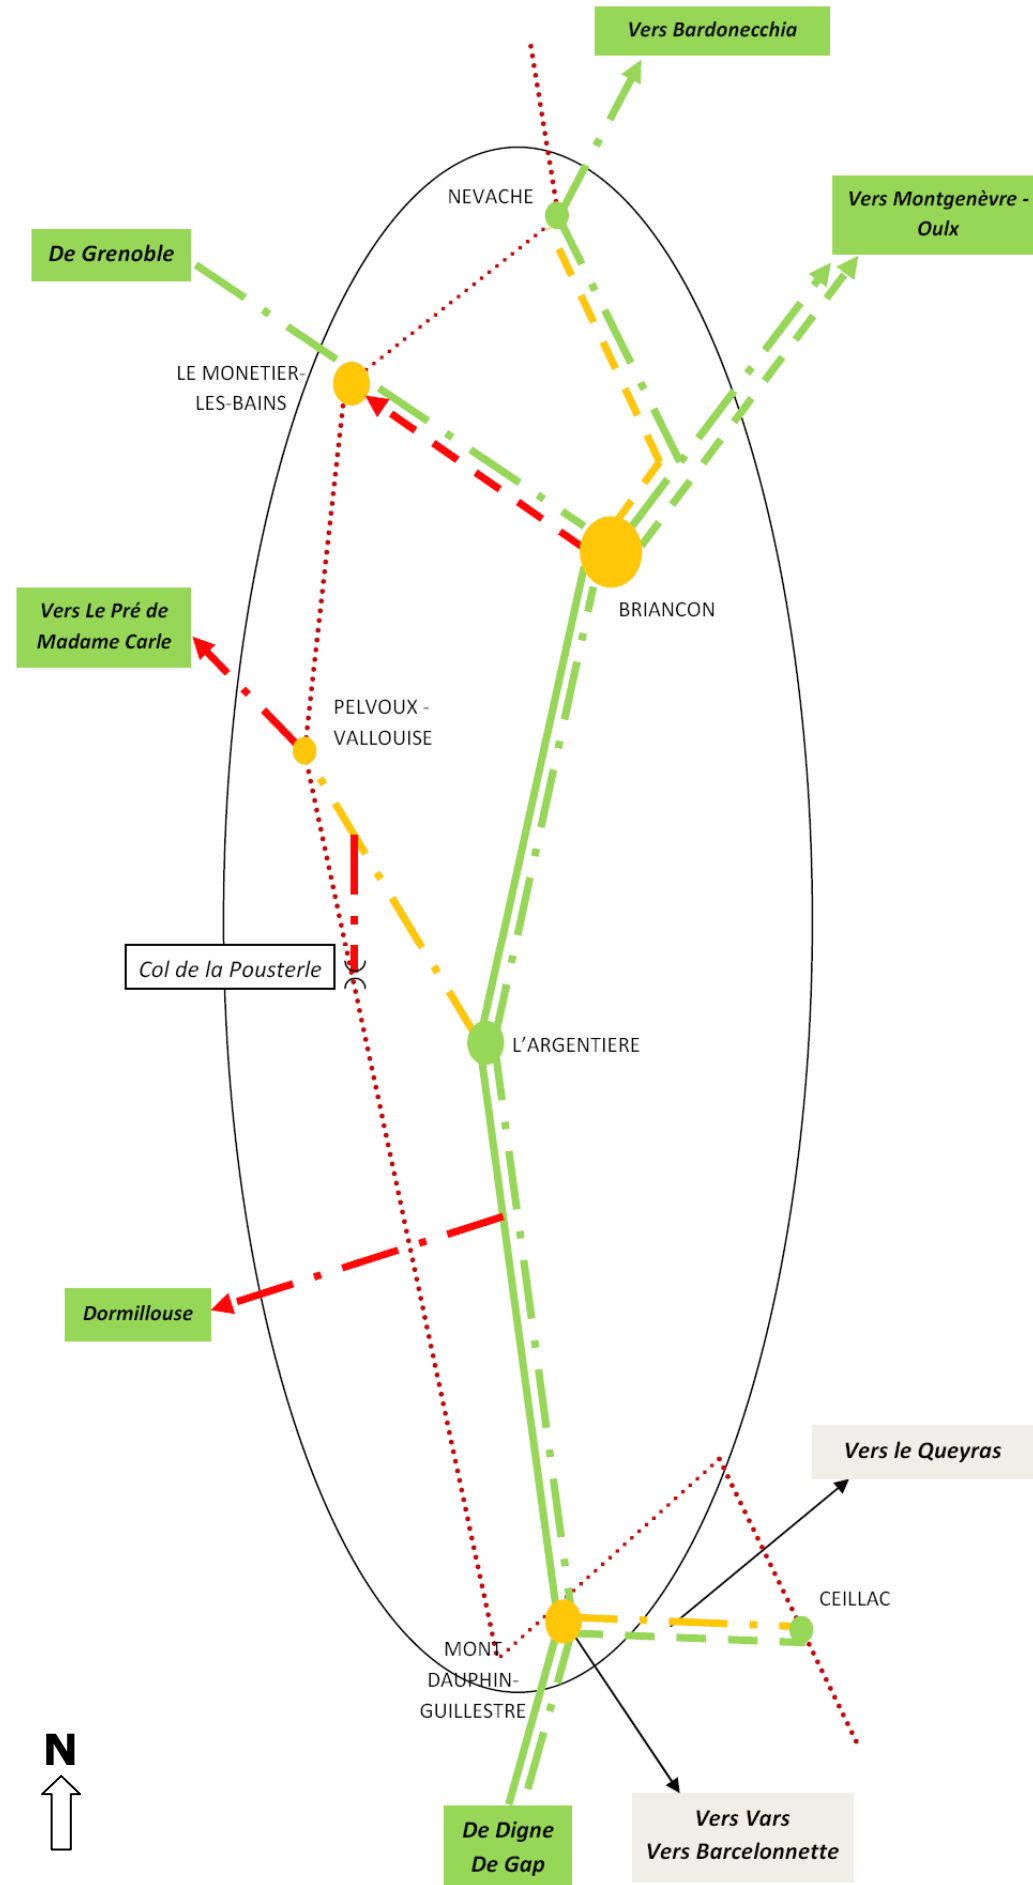 Vers Bardonecchia
NEVACHE
Vers Montgenèvre -
Oulx
De Grenoble
LE MONETIER-
LES-BAINS
BRIANCON
Vers Le Pré de
Madame Carle
PELVOUX -
VALLOUISE
Col de la Pousterle
L'ARGENTIERE
Dormillouse
Vers le Queyras
CEILLAC
MONT
DAUPHIN-
GUILLESTRE
N
Vers Vars
Vers Barcelonnette
De Digne
De Gap